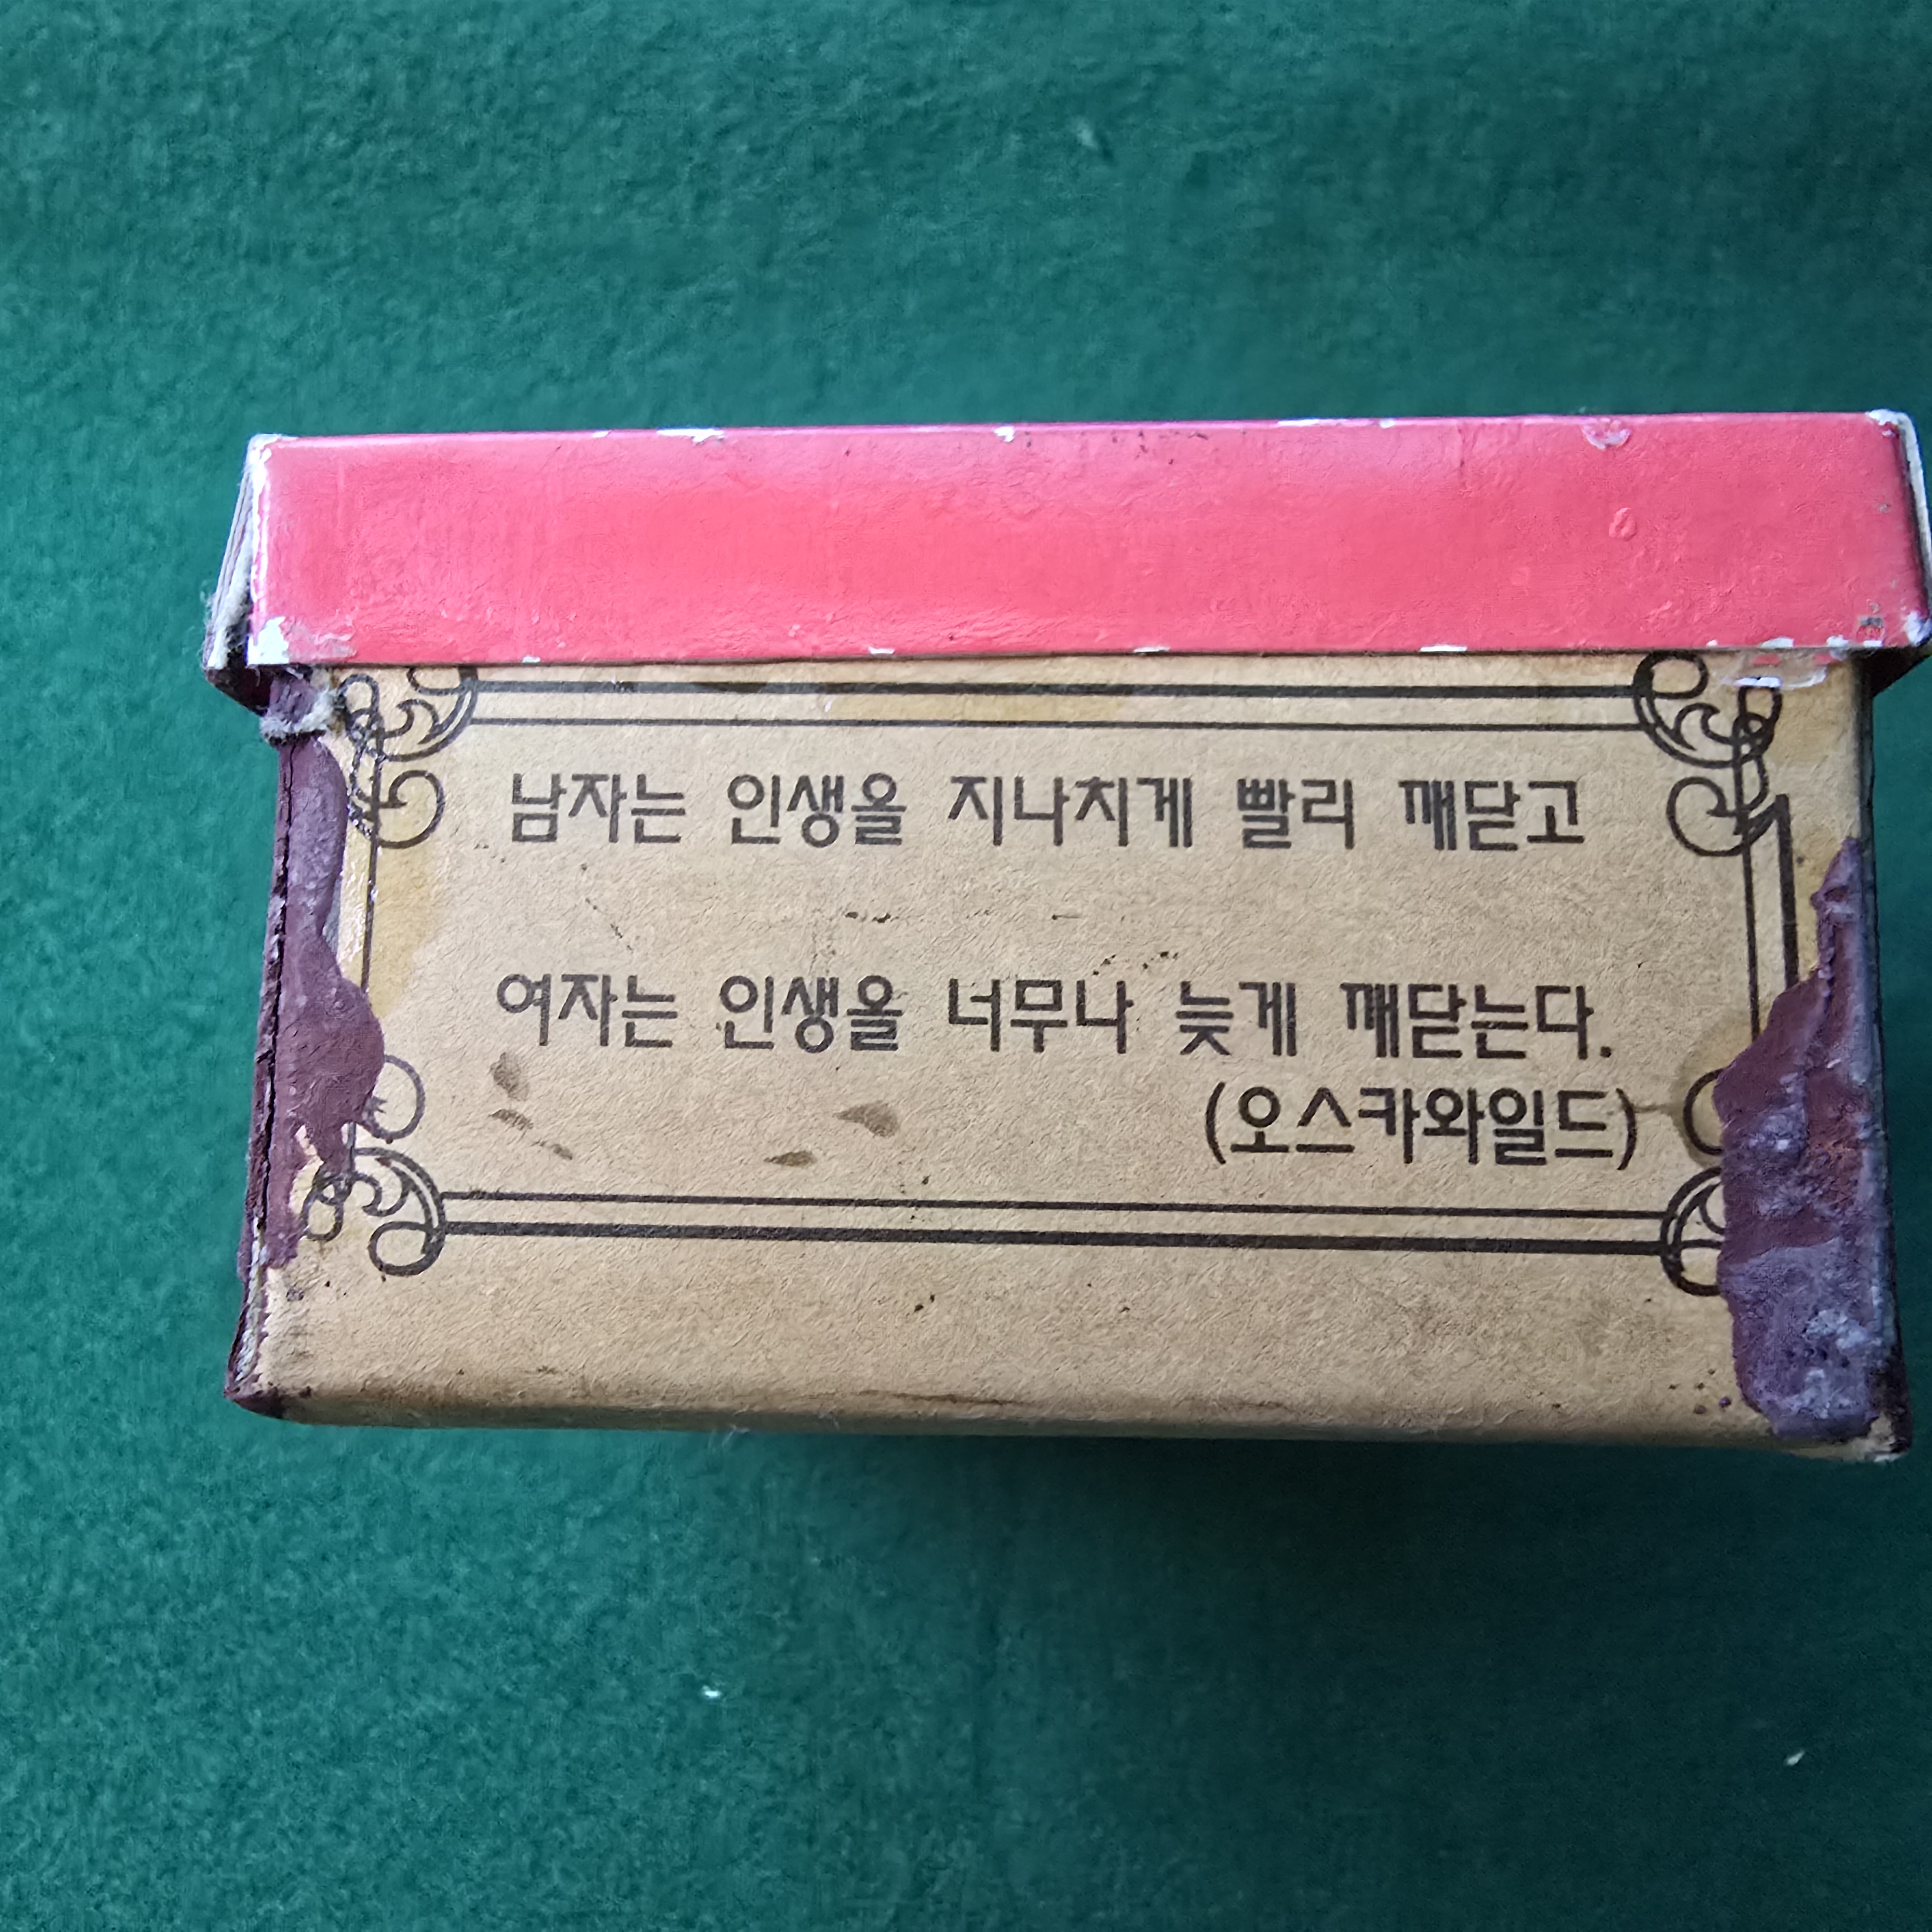 남자는 인생을 지나치게 빨리 깨닫고
여자는 인생을 너무나 늦게 깨닫는다.
(오스카와일드)